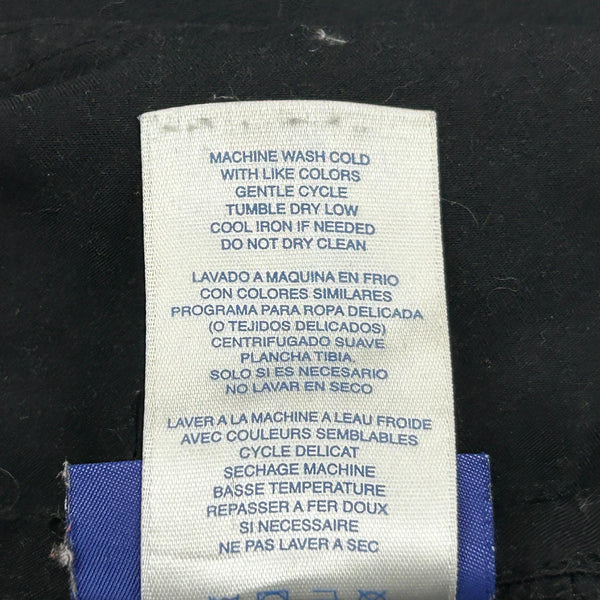 MACHINE WASH COLD
WITH LIKE COLORS
GENTLE CYCLE
TUMBLE DRY LOW
COOL IRON IF NEEDED
DO NOT DRY CLEAN
LAVADO A MAQUINA EN FRIO
CON COLORES SIMILARES
PROGRAMA PARA ROPA DELICADA
(O TEJIDOS DELICADOS)
CENTRIFUGADO SUAVE
PLANCHA TIBIA,
SOLO SI ES NECESARIO
NO LAVAR EN SECO
LAVER A LA MACHINE A LEAU FROIDE
AVEC COULEURS SEMBLABLES
CYCLE DELICAT
SECHAGE MACHINE
BASSE TEMPERATURE
REPASSER A FER DOUX
SI NECESSAIRE
NE PAS LAVER A SEC